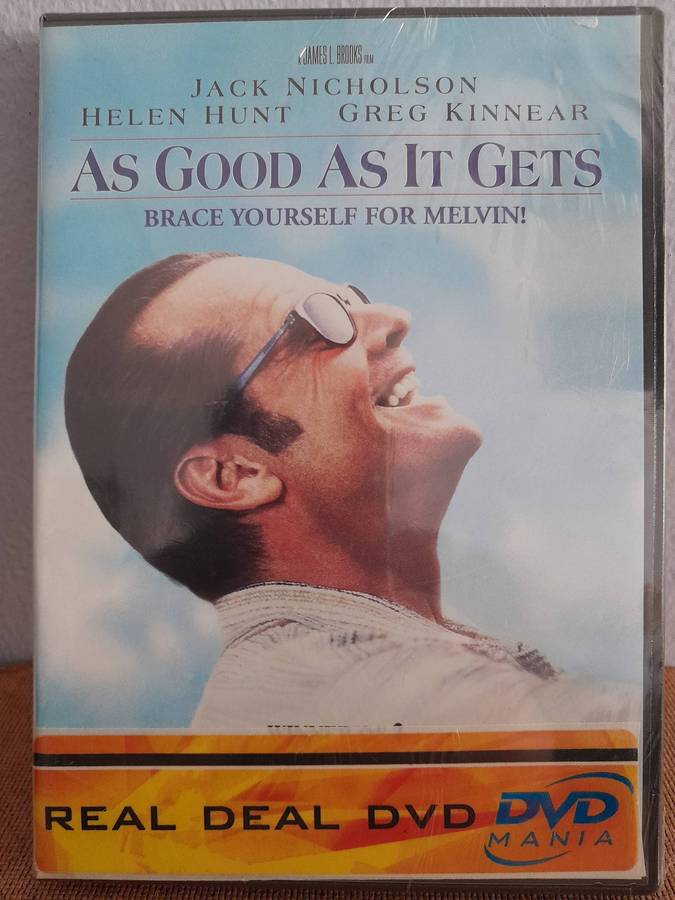 A JAMES L. BROOKS FILM
JACK NICHOLSON
HELEN HUNT GREG KINNEAR
AS GOOD AS IT GETS
BRACE YOURSELF FOR MELVIN!
REAL DEAL DVD DVD
MANIA